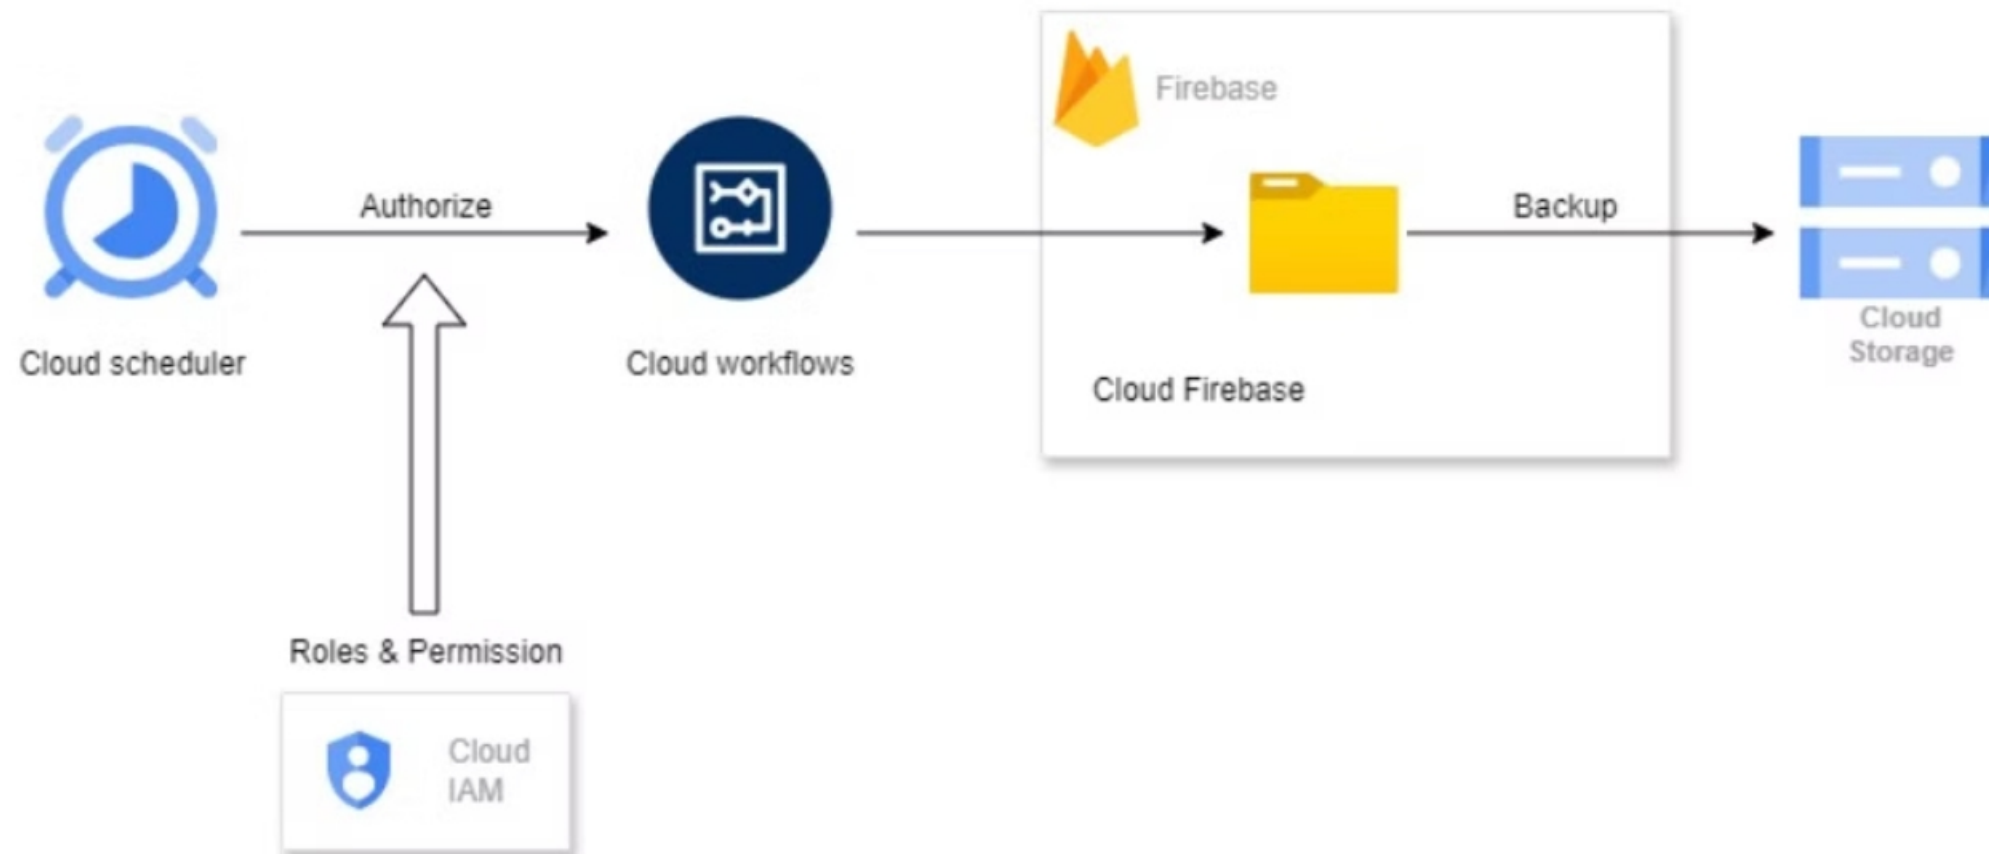 Firebase
Authorize
Backup
Cloud scheduler
Cloud workflows
Cloud Firebase
Cloud
Storage
Roles & Permission
Cloud
IAM